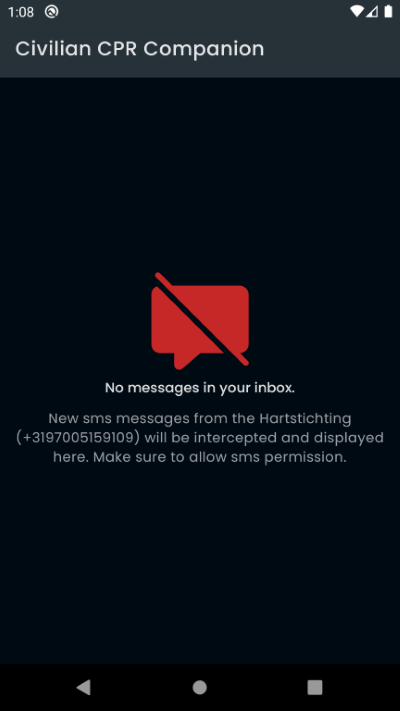 1:08
Civilian CPR Companion
No messages in your inbox.
New sms messages from the Hartstichting
(+3197005159109) will be intercepted and displayed
here. Make sure to allow sms permission.